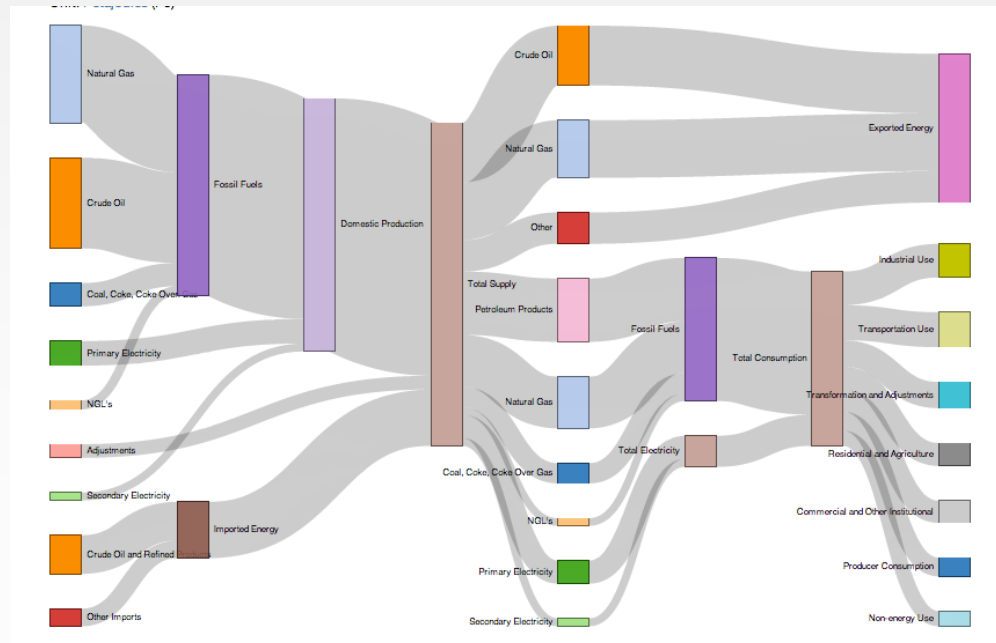 Natural Gas
Crude Oil
Coal, Coke, Coke Over Gas
Primary Electricity
NGL's
Adjustments
Secondary Electricity
Crude Oil and Refined Products
Other Imports
Fossil Fuels
Imported Energy
Domestic Production
Total Supply
Crude Oil
Natural Gas
Other
Petroleum Products
Natural Gas
Coal, Coke, Coke Over Gas
NGL's
Primary Electricity
Secondary Electricity
Fossil Fuels
Total Electricity
Total Consumption
Exported Energy
Industrial Use
Transportation Use
Transformation and Adjustments
Residential and Agriculture
Commercial and Other Institutional
Producer Consumption
Non-energy Use